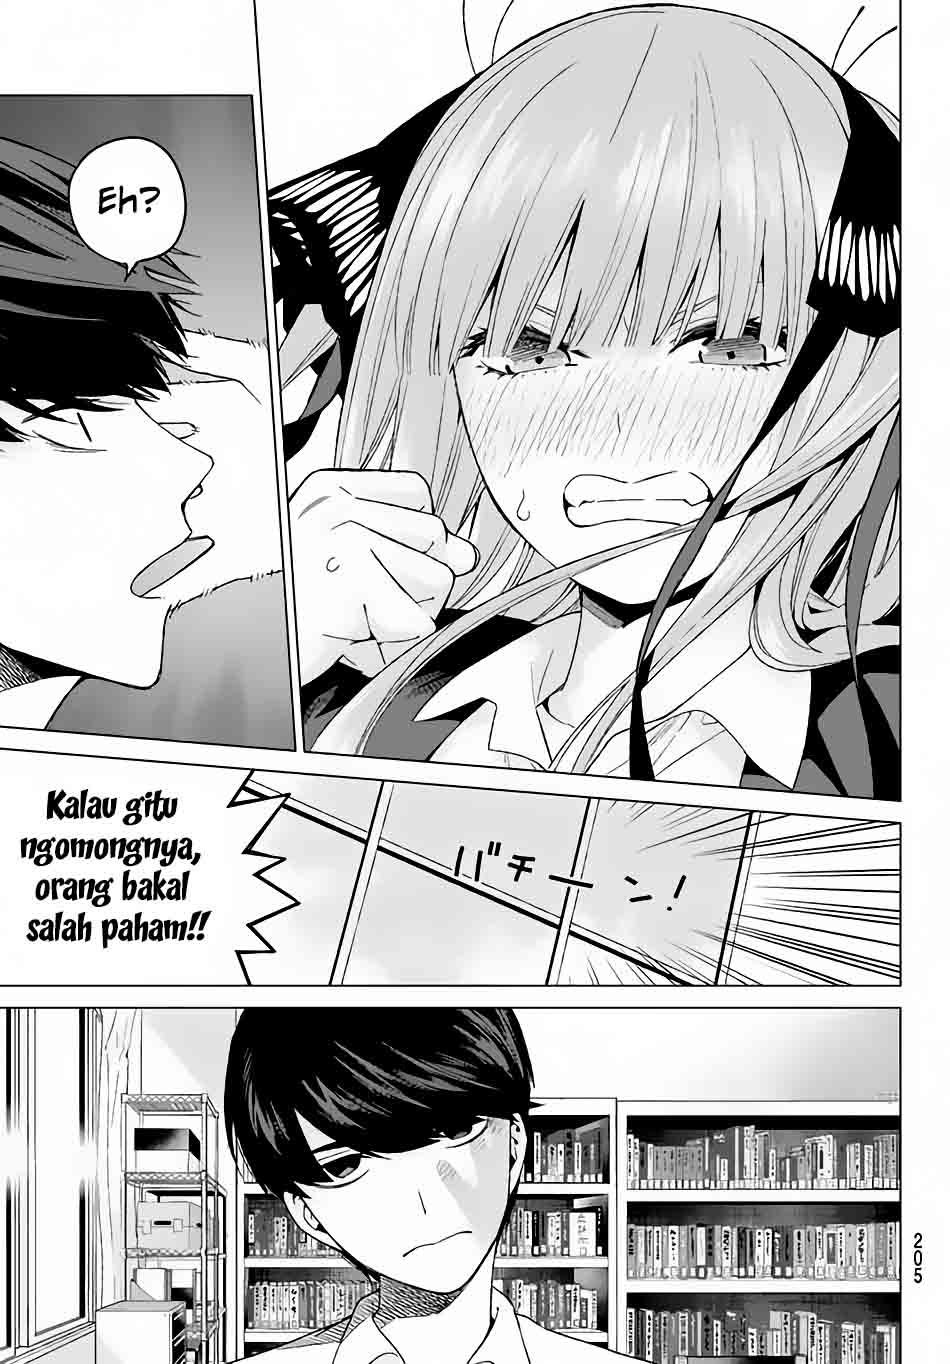 Eh?
Kalau gitu
ngomongnya,
orang bakal
salah paham!!
バチーン!
205